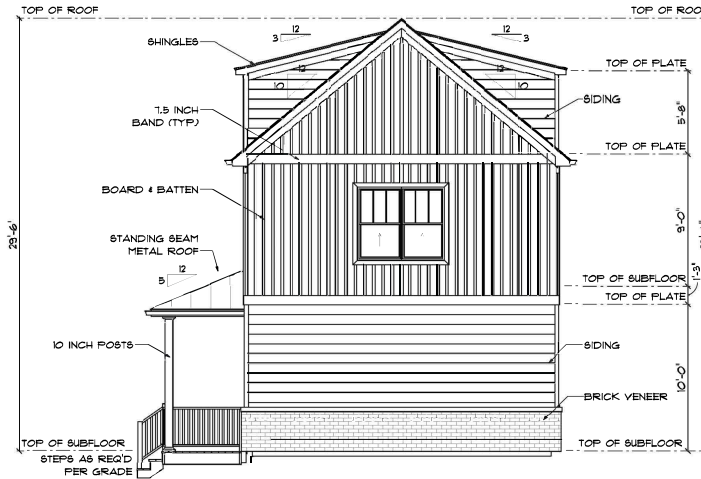 TOP OF ROOF
TOP OF ROO
12
3
12
3
SHINGLES
TOP OF PLATE
12
12
SIDING
5'-8"
7.5 INCH
BAND (TYP.)
TOP OF PLATE
BOARD & BATTEN
9'-0"
29'-6"
STANDING SEAM
METAL ROOF
12
5
TOP OF SUBFLOOR
1'-3"
TOP OF PLATE
10 INCH POSTS
SIDING
10'-0"
BRICK VENEER
TOP OF SUBFLOOR
TOP OF SUBFLOOR
STEPS AS REQ'D
PER GRADE